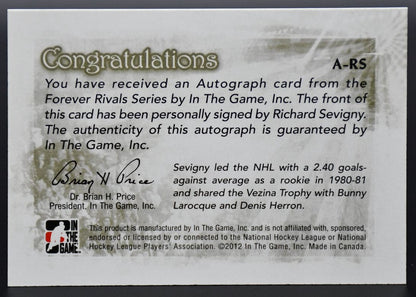 Congratulations
A-RS
You have received an Autograph card from the
Forever Rivals Series by In The Game, Inc. The front of
this card has been personally signed by Richard Sevigny.
The authenticity of this autograph is guaranteed by
In The Game, Inc.
Brian H Price
Dr. Brian H. Price
President. In The Game, Inc.
Sevigny led the NHL with a 2.40 goals-
against average as a rookie in 1980-81
and shared the Vezina Trophy with Bunny
Larocque and Denis Herron.
IN
THE
GAME
This product is manufactured by In The Game, Inc. and is not affiliated with, sponsored,
endorsed or licensed by or connected to the National Hockey League or National
Hockey League Players' Association. ©2012 In The Game, Inc. Made in Canada.